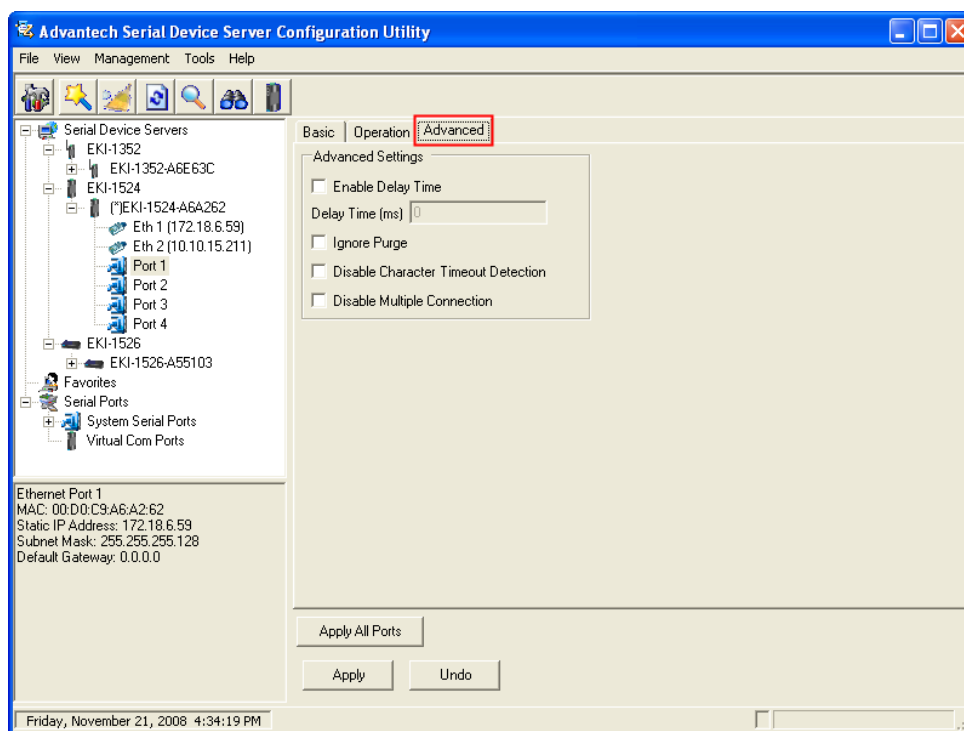 Advantech Serial Device Server Configuration Utility
File View Management Tools Help
Serial Device Servers
EKI-1352
EKI-1352-A6E63C
EKI-1524
(*)EKI-1524-A6A262
Eth 1 (172.18.6.59)
Eth 2 (10.10.15.211)
Port 1
Port 2
Port 3
Port 4
EKI-1526
EKI-1526-A55103
Favorites
Serial Ports
System Serial Ports
Virtual Com Ports
Ethernet Port 1
MAC: 00:D0:C9:A6:A2:62
Static IP Address: 172.18.6.59
Subnet Mask: 255.255.255.128
Default Gateway: 0.0.0.0
Basic Operation Advanced
Advanced Settings
Enable Delay Time
Delay Time (ms) 0
Ignore Purge
Disable Character Timeout Detection
Disable Multiple Connection
Apply All Ports
Apply Undo
Friday, November 21, 2008 4:34:19 PM